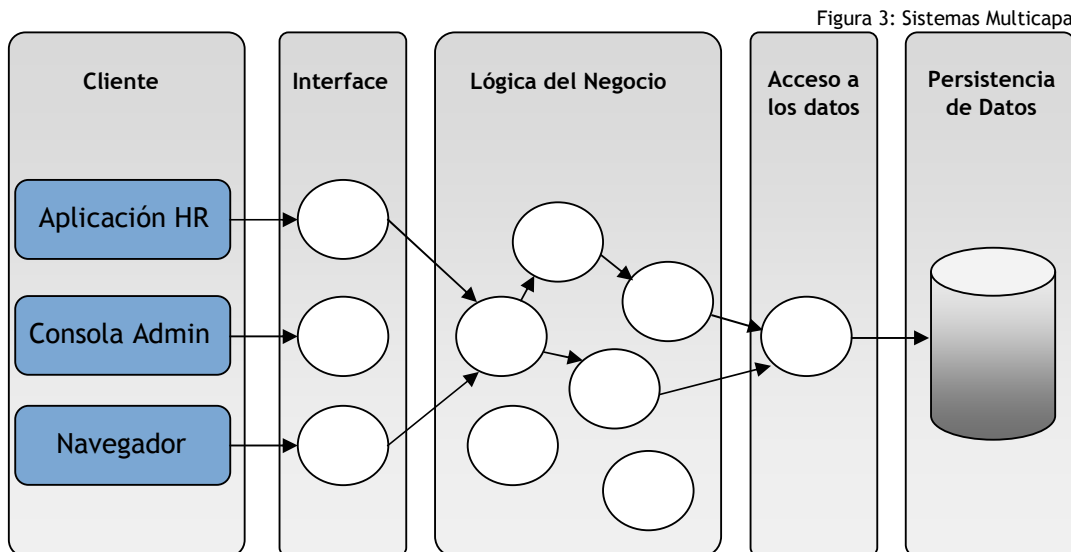 Figura 3: Sistemas Multicapa
Cliente
Interface
Lógica del Negocio
Acceso a
los datos
Persistencia
de Datos
Aplicación HR
Consola Admin
Navegador